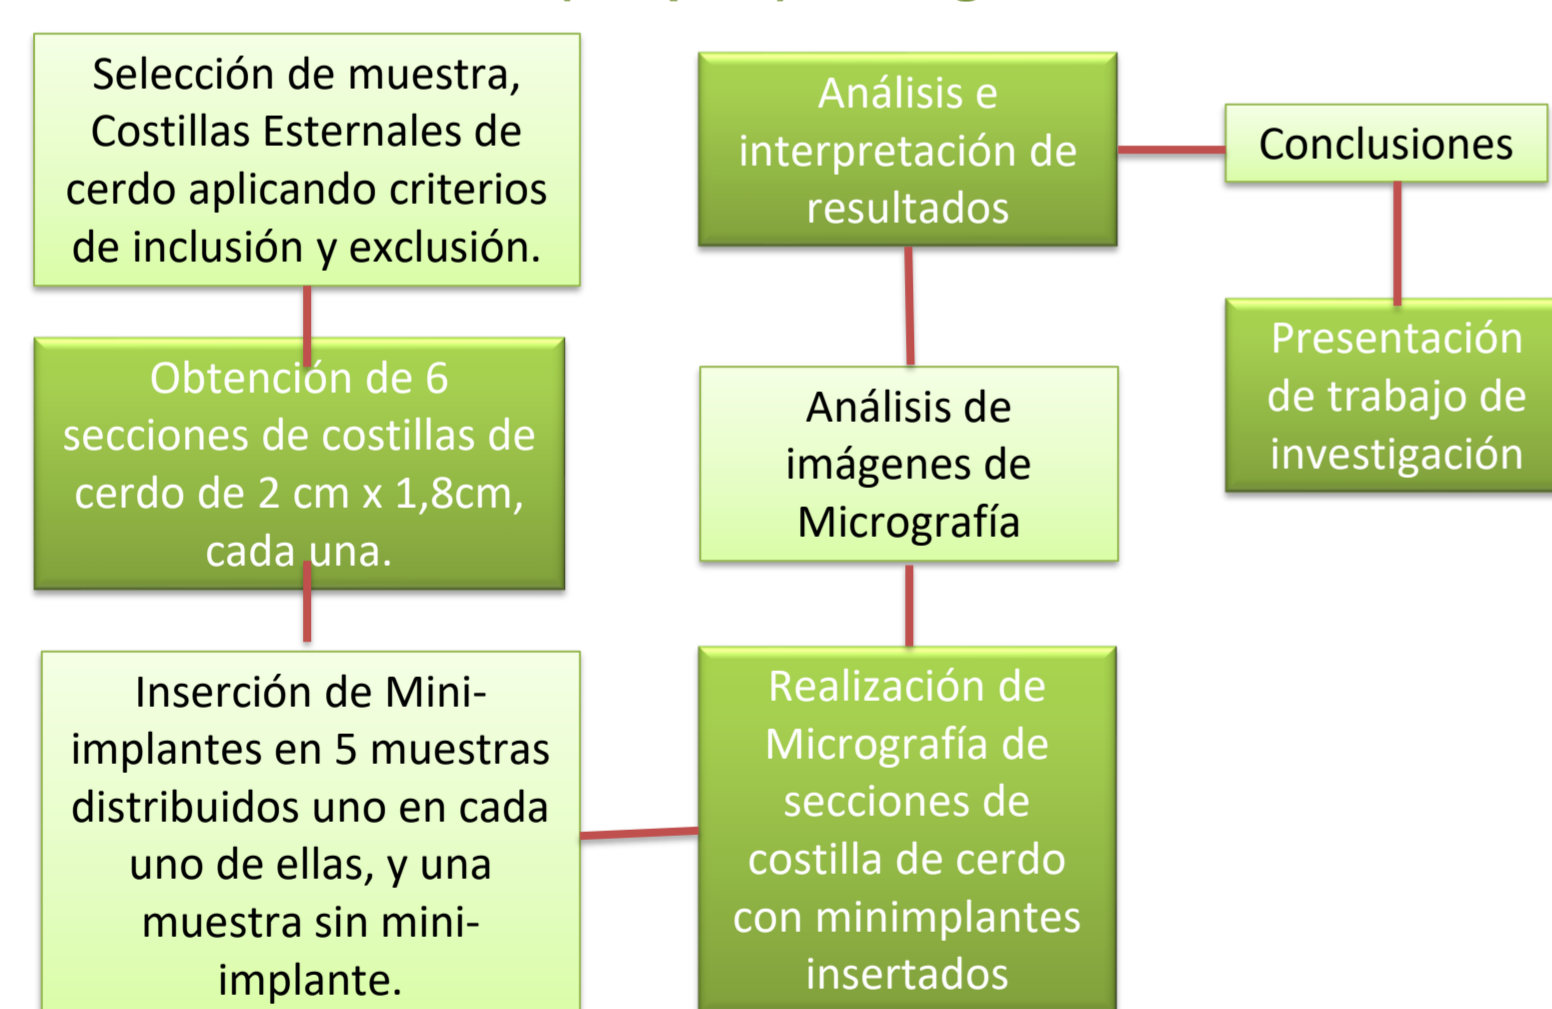 Selección de muestra,
Costillas Esternales de
cerdo aplicando criterios
de inclusión y exclusión.
Obtención de 6
secciones de costillas de
cerdo de 2 cm x 1,8cm,
cada una.
Inserción de Mini-
implantes en 5 muestras
distribuidos uno en cada
uno de ellas, y una
muestra sin mini-
implante.
Realización de
Micrografía de
secciones de
costilla de cerdo
con minimplantes
insertados
Análisis de
imágenes de
Micrografía
Análisis e
interpretación de
resultados
Conclusiones
Presentación
de trabajo de
investigación